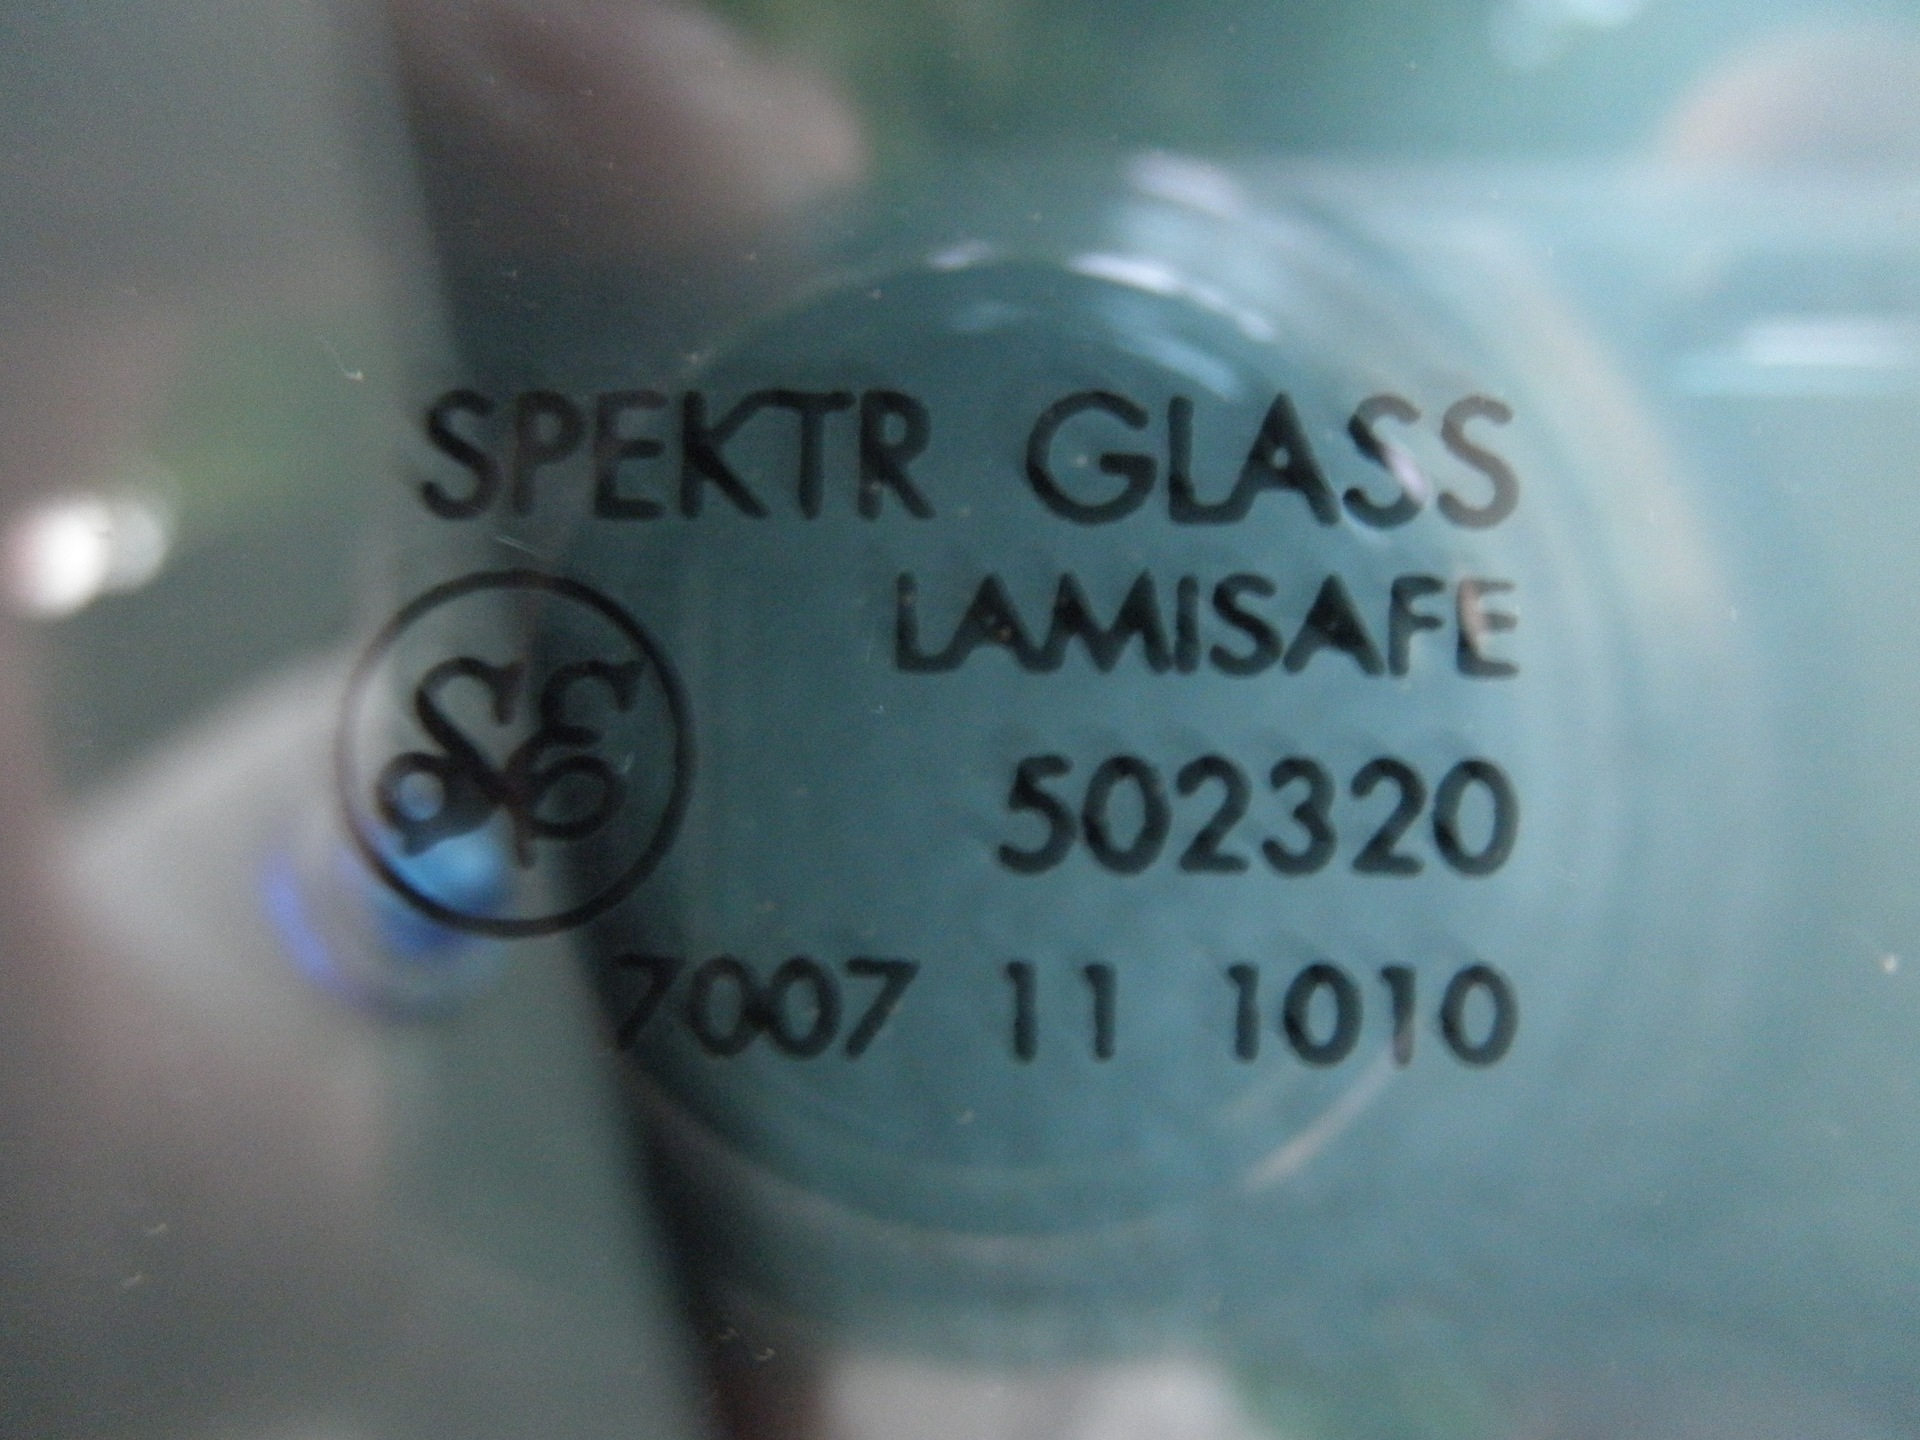 SPEKTR GLASS
LAMISAFE
502320
7007 11 1010